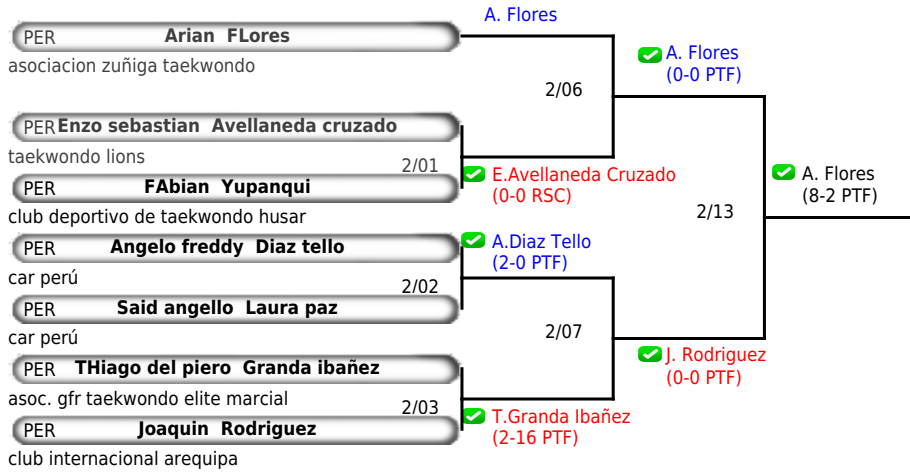 A. Flores
PER Arian FLores
asociacion zuñiga taekwondo
A. Flores
(0-0 PTF)
2/06
PER Enzo sebastian Avellaneda cruzado
taekwondo lions
2/01
E.Avellaneda Cruzado
(0-0 RSC)
PER FAbian Yupanqui
club deportivo de taekwondo husar
A. Flores
(8-2 PTF)
2/13
PER Angelo freddy Diaz tello
car perú
A.Diaz Tello
(2-0 PTF)
2/02
PER Said angello Laura paz
car perú
2/07
PER THiago del piero Granda ibañez
asoc. gfr taekwondo elite marcial
J. Rodriguez
(0-0 PTF)
2/03
T.Granda Ibañez
(2-16 PTF)
PER Joaquin Rodriguez
club internacional arequipa